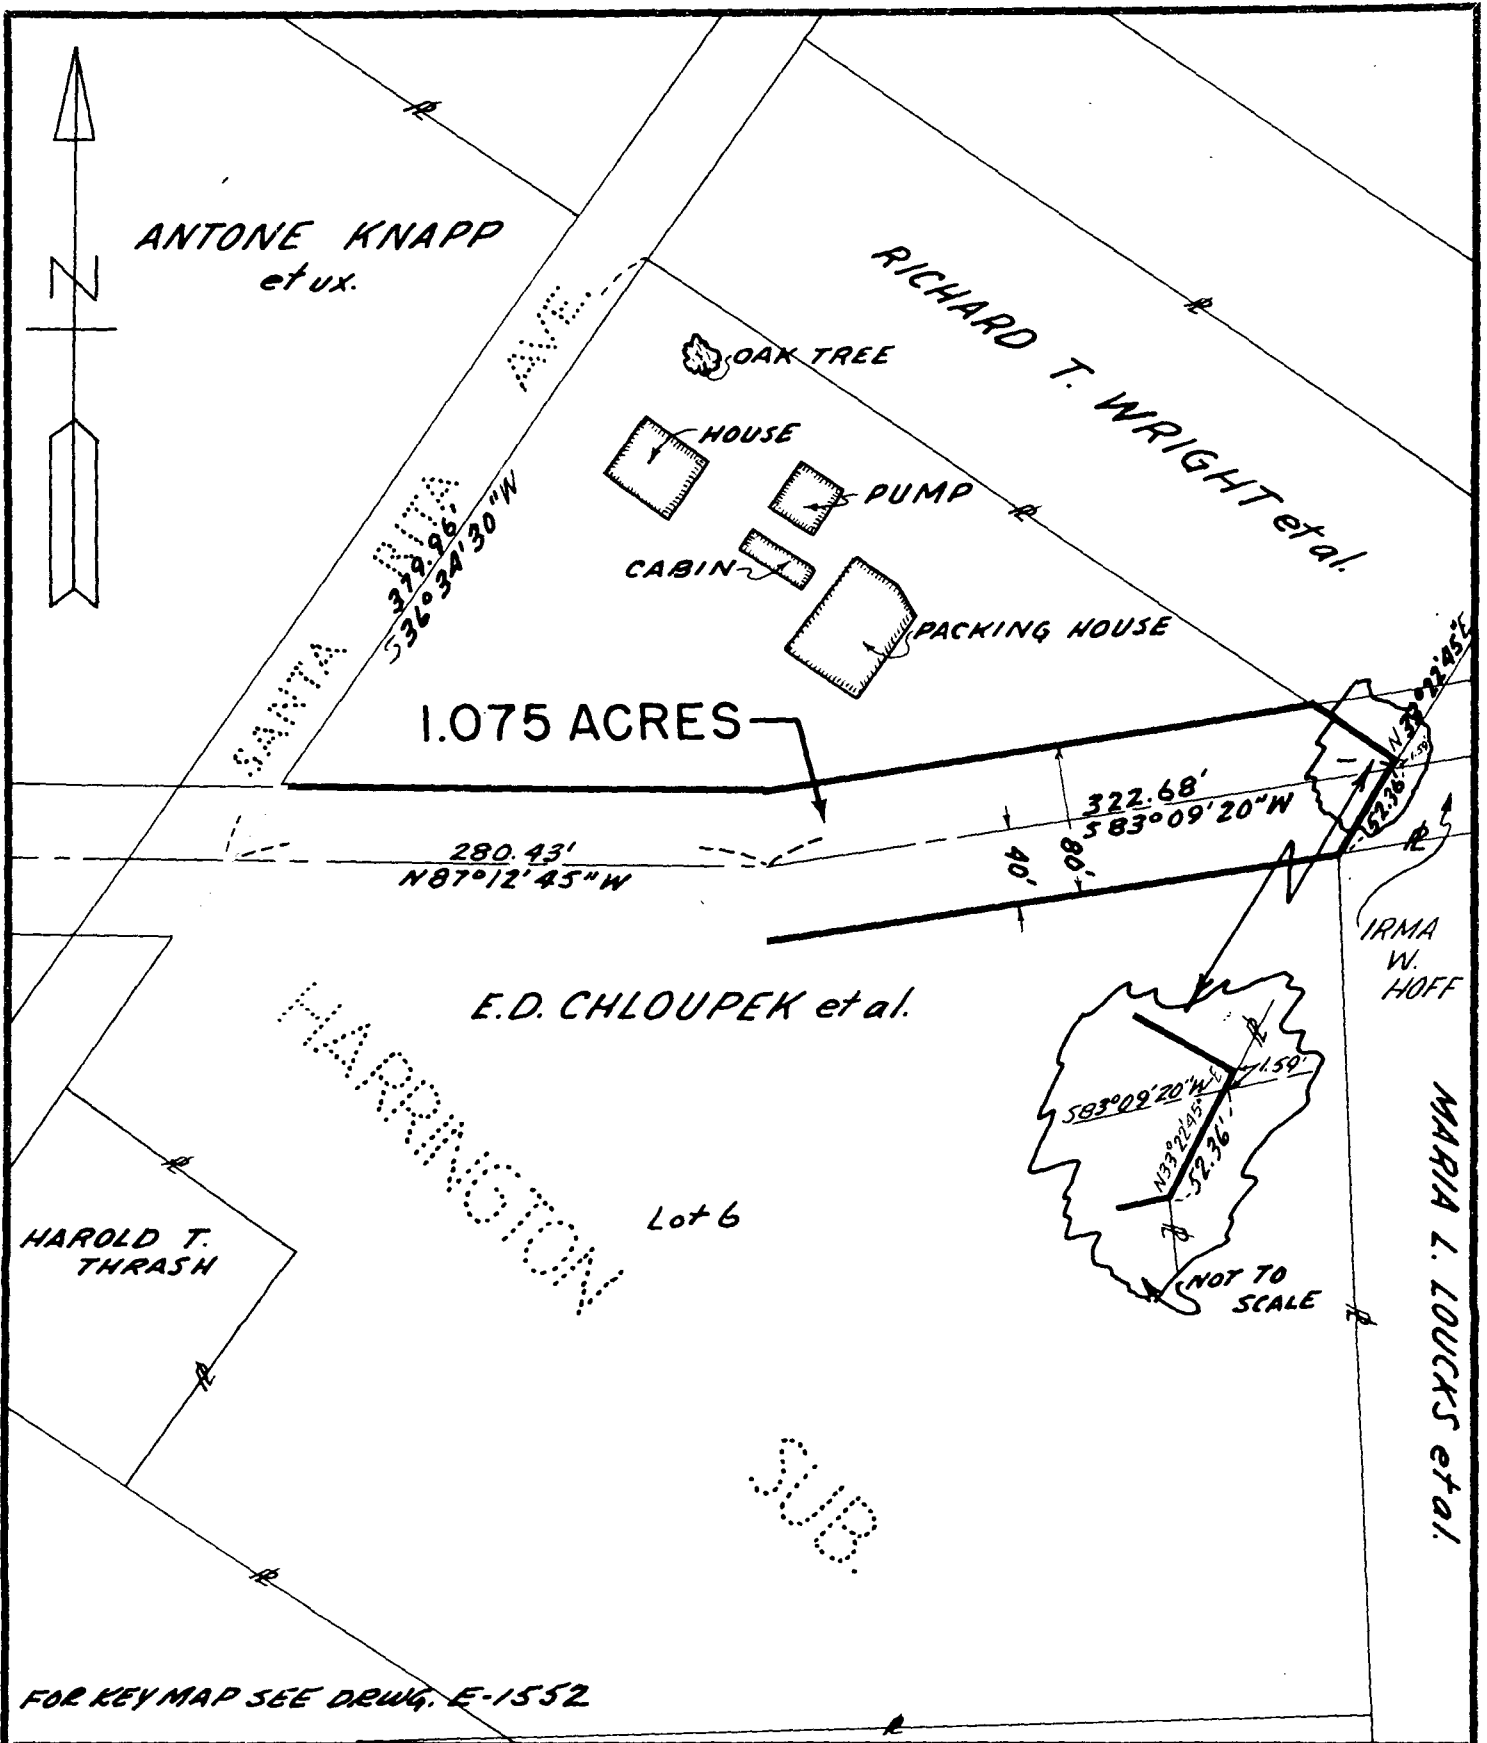 N
ANTONE KNAPP
et ux.
RICHARD T. WRIGHT et al.
OAK TREE
HOUSE
PUMP
CABIN
PACKING HOUSE
SANTA RITA AVE.
379.96'
S36°34'30"W
1.075 ACRES
322.68'
S83°09'20"W
80'
40'
1.59'
52.36'
280.43'
N87°12'45"W
IRMA
W.
HOFF
E.D. CHLOUPEK et al.
HARRINGTON
SUB.
Lot 6
S83°09'20"W
1.59'
N33°22'45"E
52.36'
NOT TO
SCALE
MARIA L. LOUCKS et al.
HAROLD T.
THRASH
FOR KEY MAP SEE DRWG. E-1552